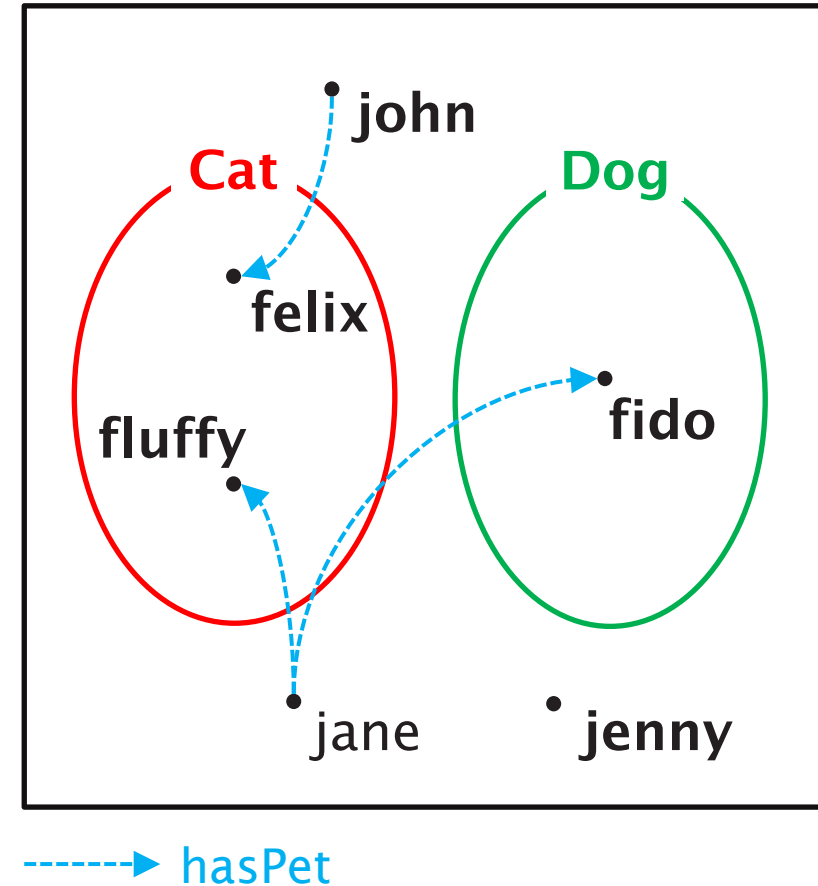 john
Cat
Dog
felix
fido
fluffy
jane
jenny
hasPet